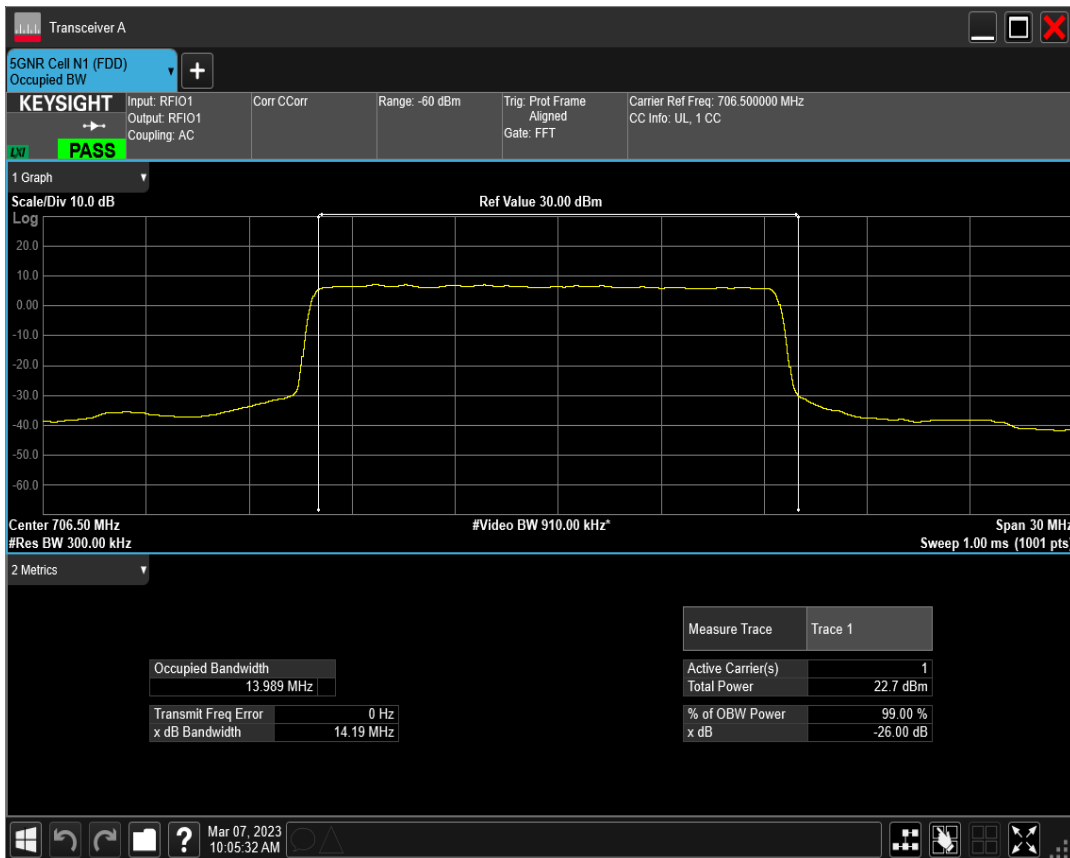 Transceiver A
5GNR Cell N1 (FDD)
Occupied BW
KEYSIGHT
LXI
PASS
Input: RFIO1
Output: RFIO1
Coupling: AC
Corr CCorr
Range: -60 dBm
Trig: Prot Frame
Aligned
Gate: FFT
Carrier Ref Freq: 706.500000 MHz
CC Info: UL, 1 CC
1 Graph
Scale/Div 10.0 dB
Ref Value 30.00 dBm
Log
20.0
10.0
0.00
-10.0
-20.0
-30.0
-40.0
-50.0
-60.0
Center 706.50 MHz
#Video BW 910.00 kHz*
Span 30 MHz
#Res BW 300.00 kHz
Sweep 1.00 ms (1001 pts)
2 Metrics
Measure Trace Trace 1
Occupied Bandwidth
13.989 MHz
Active Carrier(s) 1
Total Power 22.7 dBm
Transmit Freq Error 0 Hz
x dB Bandwidth 14.19 MHz
% of OBW Power 99.00 %
x dB -26.00 dB
?
Mar 07, 2023
10:05:32 AM